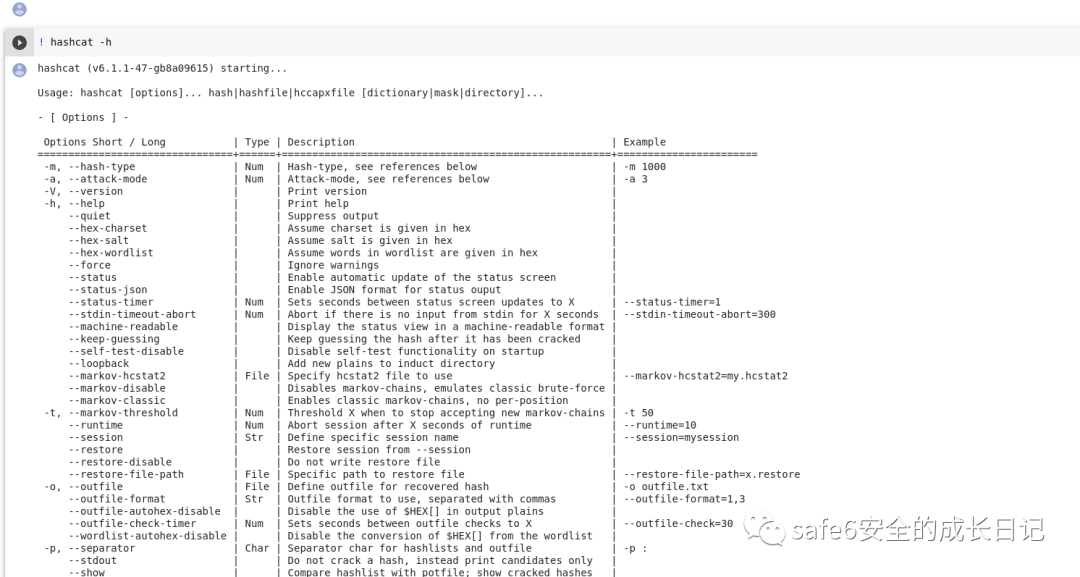 ! hashcat -h
hashcat (v6.1.1-47-gb8a09615) starting...
Usage: hashcat [options]... hash|hashfile|hccapxfile [dictionary|mask|directory]...
- [ Options ] -
Options Short / Long | Type | Description | Example
================================+======+======================================================+=======================
-m, --hash-type | Num | Hash-type, see references below | -m 1000
-a, --attack-mode | Num | Attack-mode, see references below | -a 3
-V, --version | | Print version |
-h, --help | | Print help |
--quiet | | Suppress output |
--hex-charset | | Assume charset is given in hex |
--hex-salt | | Assume salt is given in hex |
--hex-wordlist | | Assume words in wordlist are given in hex |
--force | | Ignore warnings |
--status | | Enable automatic update of the status screen |
--status-json | | Enable JSON format for status ouput |
--status-timer | Num | Sets seconds between status screen updates to X | --status-timer=1
--stdin-timeout-abort | Num | Abort if there is no input from stdin for X seconds | --stdin-timeout-abort=300
--machine-readable | | Display the status view in a machine-readable format |
--keep-guessing | | Keep guessing the hash after it has been cracked |
--self-test-disable | | Disable self-test functionality on startup |
--loopback | | Add new plains to induct directory |
--markov-hcstat2 | File | Specify hcstat2 file to use | --markov-hcstat2=my.hcstat2
--markov-disable | | Disables markov-chains, emulates classic brute-force |
--markov-classic | | Enables classic markov-chains, no per-position |
-t, --markov-threshold | Num | Threshold X when to stop accepting new markov-chains | -t 50
--runtime | Num | Abort session after X seconds of runtime | --runtime=10
--session | Str | Define specific session name | --session=mysession
--restore | | Restore session from --session |
--restore-disable | | Do not write restore file |
--restore-file-path | File | Specific path to restore file | --restore-file-path=x.restore
-o, --outfile | File | Define outfile for recovered hash | -o outfile.txt
--outfile-format | Str | Outfile format to use, separated with commas | --outfile-format=1,3
--outfile-autohex-disable | | Disable the use of $HEX[] in output plains |
--outfile-check-timer | Num | Sets seconds between outfile checks to X | --outfile-check=30
--wordlist-autohex-disable | | Disable the conversion of $HEX[] from the wordlist |
-p, --separator | Char | Separator char for hashlists and outfile | -p :
--stdout | | Do not crack a hash, instead print candidates only |
--show | | Compare hashlist with potfile; show cracked hashes |
safe6安全的成长日记